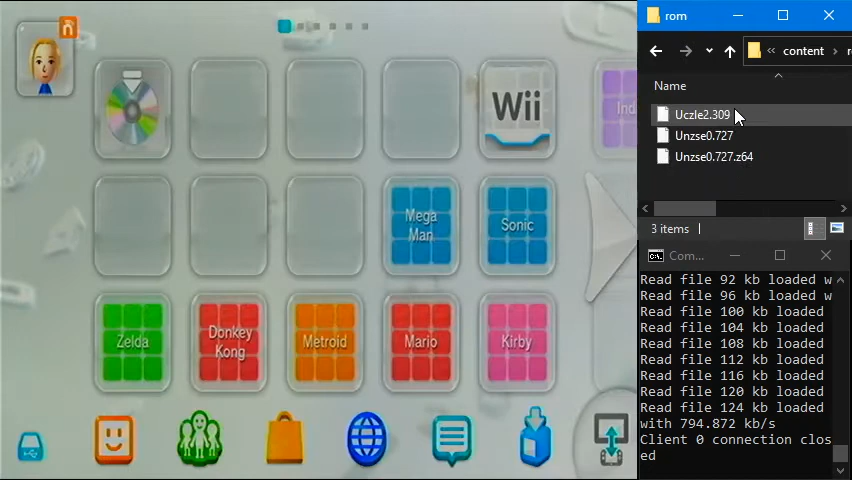 Wii
Ind
Mega
Man
Sonic
Zelda
Donkey
Kong
Metroid
Mario
Kirby
rom
content
Name
Uczle2.309
Unzse0.727
Unzse0.727.z64
3 items
Com...
Read file 92 kb loaded w
Read file 96 kb loaded w
Read file 100 kb loaded
Read file 104 kb loaded
Read file 108 kb loaded
Read file 112 kb loaded
Read file 116 kb loaded
Read file 120 kb loaded
Read file 124 kb loaded
with 794.872 kb/s
Client 0 connection clos
ed